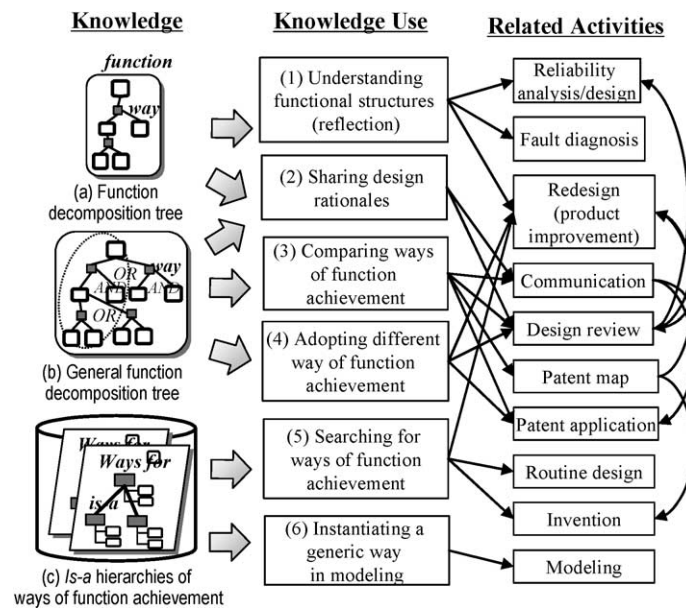 Knowledge
function
way
(a) Function
decomposition tree
OR
way
AND
AND
OR
(b) General function
decomposition tree
Ways for
Ways for
is-a
(c) Is-a hierarchies of
ways of function achievement
Knowledge Use
(1) Understanding
functional structures
(reflection)
(2) Sharing design
rationales
(3) Comparing ways
of function
achievement
(4) Adopting different
way of function
achievement
(5) Searching for
ways of function
achievement
(6) Instantiating a
generic way
in modeling
Related Activities
Reliability
analysis/design
Fault diagnosis
Redesign
(product
improvement)
Communication
Design review
Patent map
Patent application
Routine design
Invention
Modeling